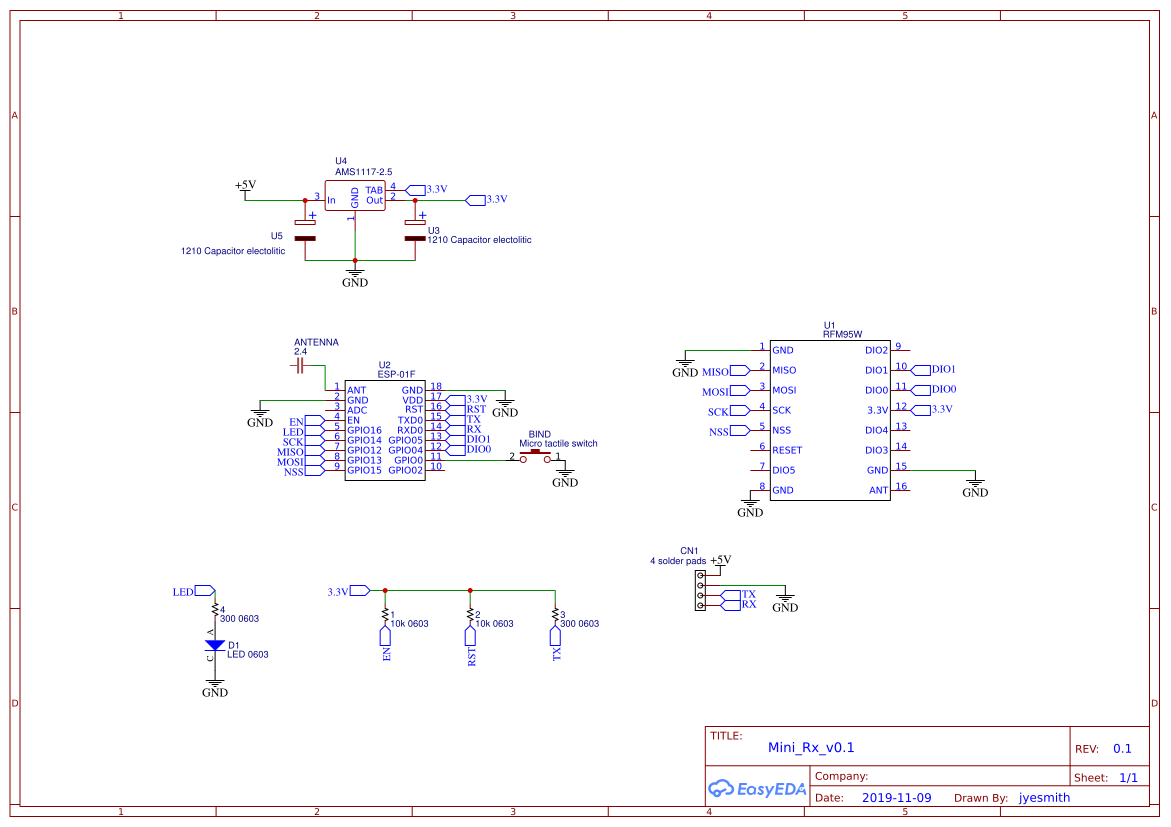 1 2 3 4 5
A A
B B
C C
D D
U4
AMS1117-2.5
+5V
3 In
GND
1
TAB 4
Out 2
3.3V
3.3V
+
+
U5
1210 Capacitor electolitic
U3
1210 Capacitor electolitic
GND
ANTENNA
2.4
U2
ESP-01F
1 ANT GND 18
2 GND VDD 17 3.3V
3 ADC RST 16 RST
EN 4 EN TXD0 15 TX
LED 5 GPIO16 RXD0 14 RX
SCK 6 GPIO14 GPIO05 13 DIO1
MISO 7 GPIO12 GPIO04 12 DIO0
MOSI 8 GPIO13 GPIO0 11
NSS 9 GPIO15 GPIO02 10
GND
GND
BIND
Micro tactile switch
2 1
GND
U1
RFM95W
1 GND DIO2 9
MISO 2 MISO DIO1 10 DIO1
MOSI 3 MOSI DIO0 11 DIO0
SCK 4 SCK 3.3V 12 3.3V
NSS 5 NSS DIO4 13
6 RESET DIO3 14
7 DIO5 GND 15
8 GND ANT 16
GND
GND
GND
LED
4
300 0603
A
D1
LED 0603
C
GND
3.3V
1
10k 0603
EN
2
10k 0603
RST
3
300 0603
TX
CN1
4 solder pads
+5V
TX
RX
GND
TITLE:
Mini_Rx_v0.1
REV: 0.1
EasyEDA
Company:
Sheet: 1/1
Date: 2019-11-09
Drawn By: jyesmith
1 2 3 4 5